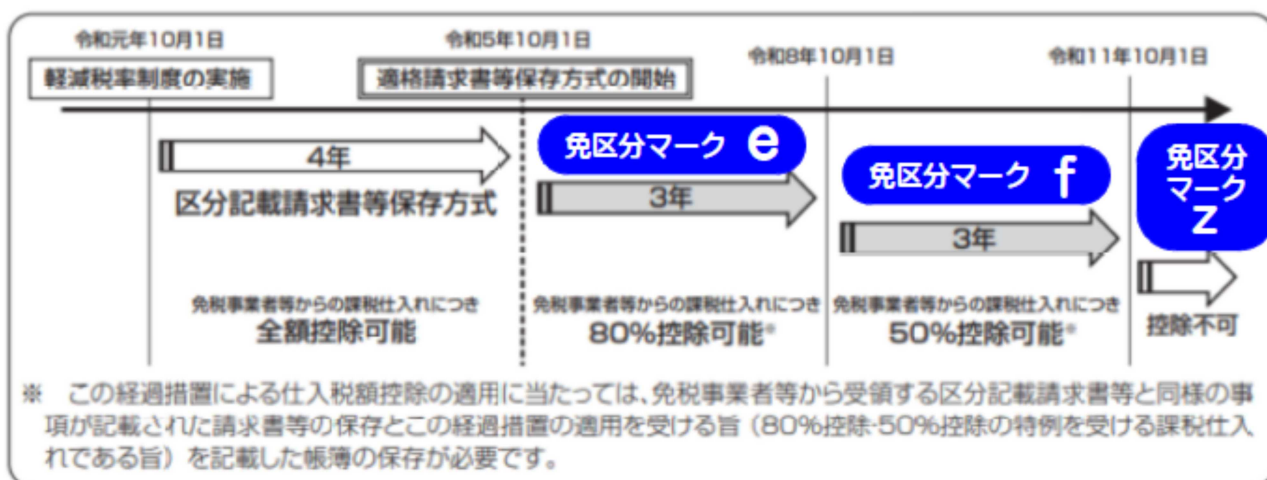 令和元年10月1日
令和5年10月1日
令和8年10月1日
令和11年10月1日
軽減税率制度の実施
適格請求書等保存方式の開始
4年
区分記載請求書等保存方式
免区分マーク e
3年
免区分マーク f
3年
免区分
マーク
z
免税事業者等からの課税仕入れにつき
全額控除可能
免税事業者等からの課税仕入れにつき
80%控除可能※
免税事業者等からの課税仕入れにつき
50%控除可能※
控除不可
※ この経過措置による仕入税額控除の適用に当たっては、免税事業者等から受領する区分記載請求書等と同様の事
項が記載された請求書等の保存とこの経過措置の適用を受ける旨（80%控除・50%控除の特例を受ける課税仕入
れである旨）を記載した帳簿の保存が必要です。